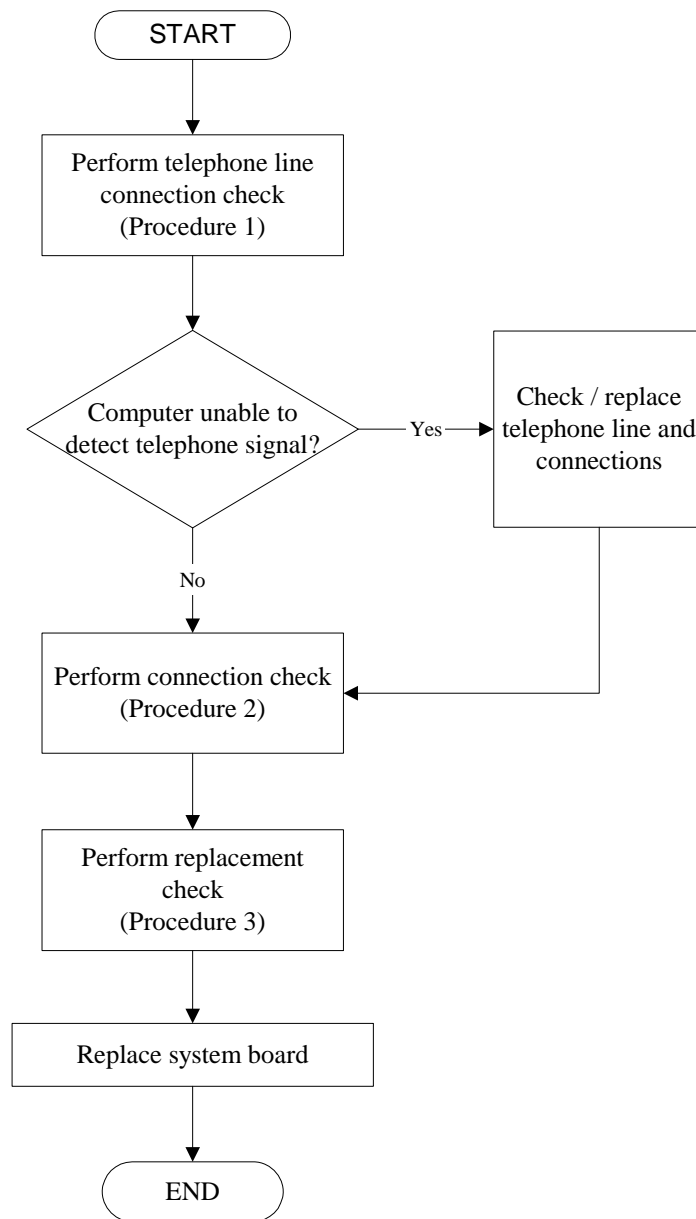 START
Perform telephone line
connection check
(Procedure 1)
Computer unable to
detect telephone signal?
Yes
Check / replace
telephone line and
connections
No
Perform connection check
(Procedure 2)
Perform replacement
check
(Procedure 3)
Replace system board
END